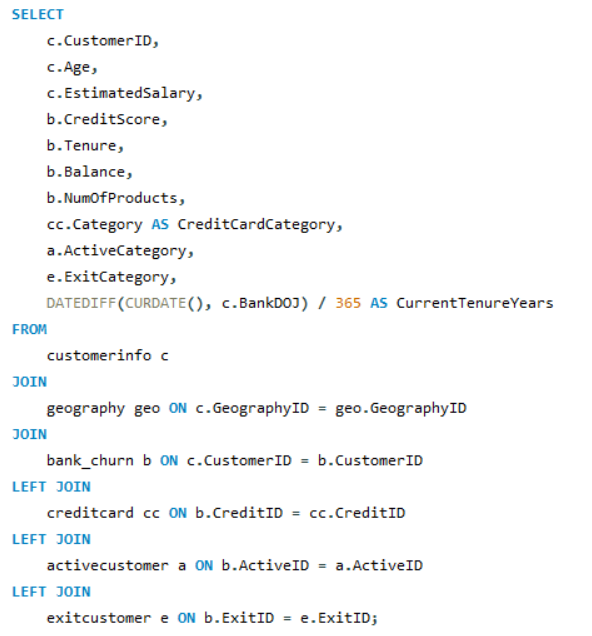 SELECT
    c.CustomerID,
    c.Age,
    c.EstimatedSalary,
    b.CreditScore,
    b.Tenure,
    b.Balance,
    b.NumOfProducts,
    cc.Category AS CreditCardCategory,
    a.ActiveCategory,
    e.ExitCategory,
    DATEDIFF(CURDATE(), c.BankDOJ) / 365 AS CurrentTenureYears
FROM
    customerinfo c
JOIN
    geography geo ON c.GeographyID = geo.GeographyID
JOIN
    bank_churn b ON c.CustomerID = b.CustomerID
LEFT JOIN
    creditcard cc ON b.CreditID = cc.CreditID
LEFT JOIN
    activecustomer a ON b.ActiveID = a.ActiveID
LEFT JOIN
    exitcustomer e ON b.ExitID = e.ExitID;